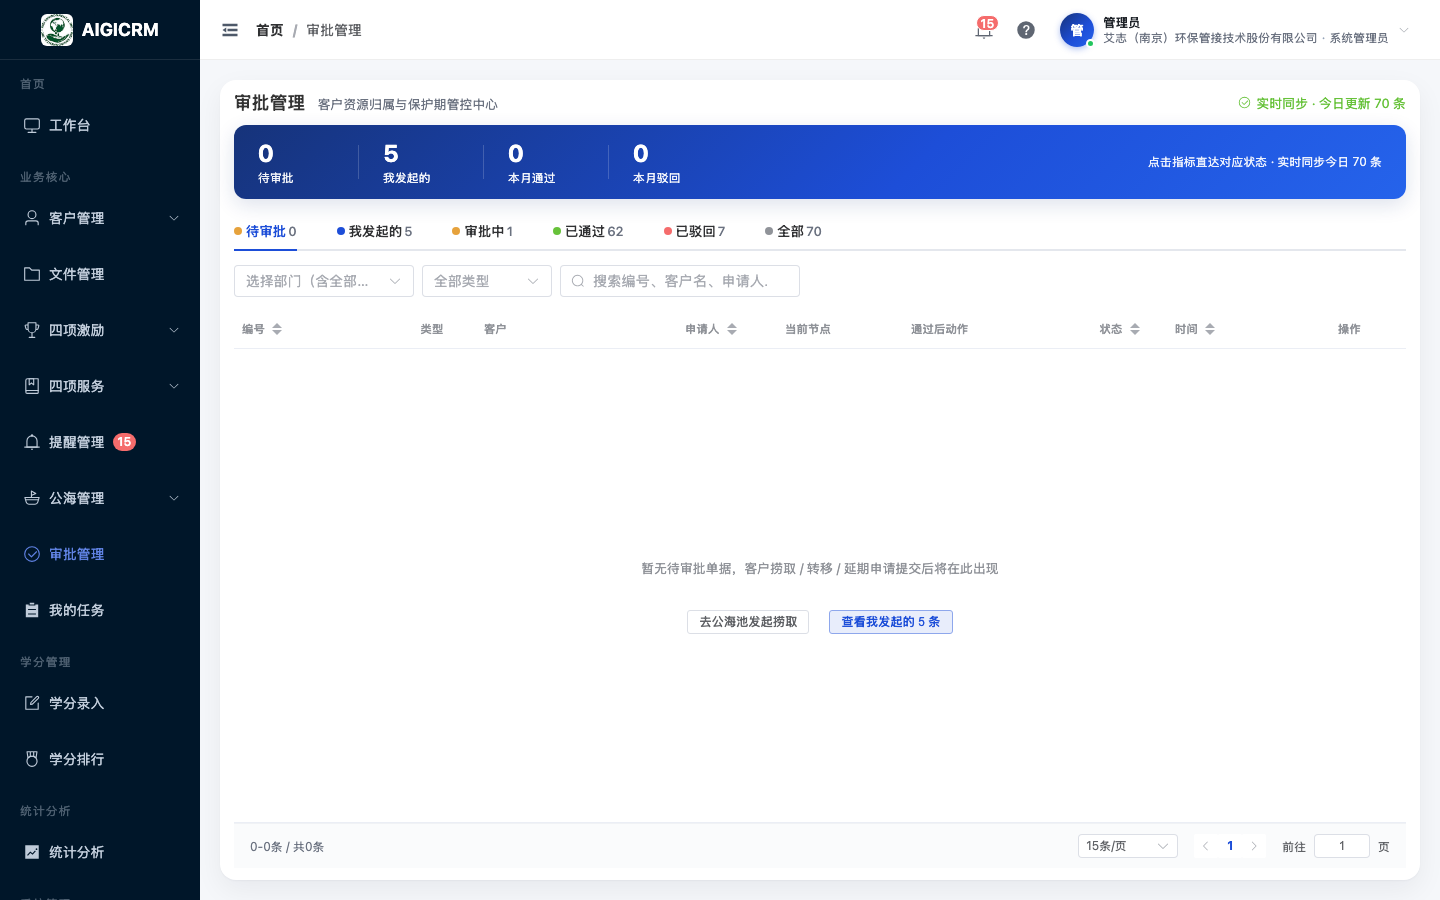 AIGICRM
首页
工作台
业务核心
客户管理
文件管理
四项激励
四项服务
提醒管理 15
公海管理
审批管理
我的任务
学分管理
学分录入
学分排行
统计分析
统计分析
首页 / 审批管理
15
管
管理员
艾志（南京）环保管接技术股份有限公司 · 系统管理员
审批管理 客户资源归属与保护期管控中心
实时同步 · 今日更新 70 条
0 5 0 0
待审批 我发起的 本月通过 本月驳回
点击指标直达对应状态 · 实时同步今日 70 条
待审批 0 我发起的 5 审批中 1 已通过 62 已驳回 7 全部 70
选择部门（含全部... 全部类型 搜索编号、客户名、申请人.
编号 类型 客户 申请人 当前节点 通过后动作 状态 时间 操作
暂无待审批单据，客户捞取 / 转移 / 延期申请提交后将在此出现
去公海池发起捞取 查看我发起的 5 条
0-0条 / 共0条
15条/页 1 前往 1 页